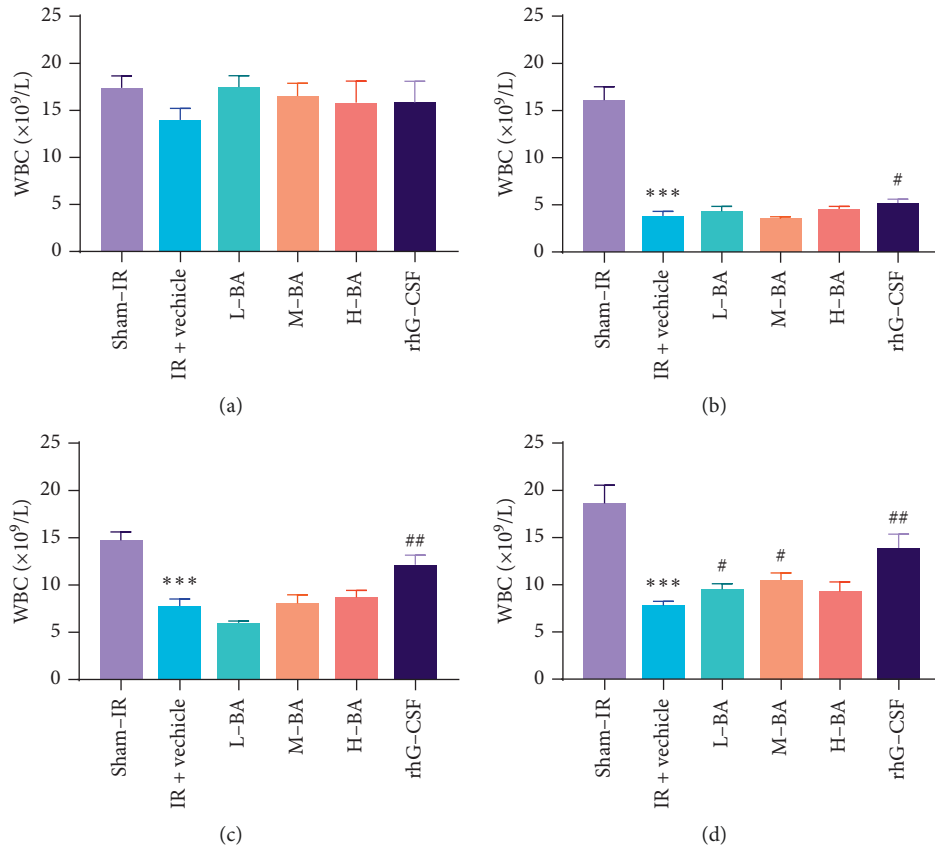 25
20
15
10
5
0
WBC (×10⁹/L)
Sham–IR
IR + vechicle
L–BA
M–BA
H–BA
rhG–CSF
(a)
25
20
15
10
5
0
WBC (×10⁹/L)
***
#
Sham–IR
IR + vechicle
L–BA
M–BA
H–BA
rhG–CSF
(b)
25
20
15
10
5
0
WBC (×10⁹/L)
***
##
Sham–IR
IR + vechicle
L–BA
M–BA
H–BA
rhG–CSF
(c)
25
20
15
10
5
0
WBC (×10⁹/L)
***
#
#
##
Sham–IR
IR + vechicle
L–BA
M–BA
H–BA
rhG–CSF
(d)